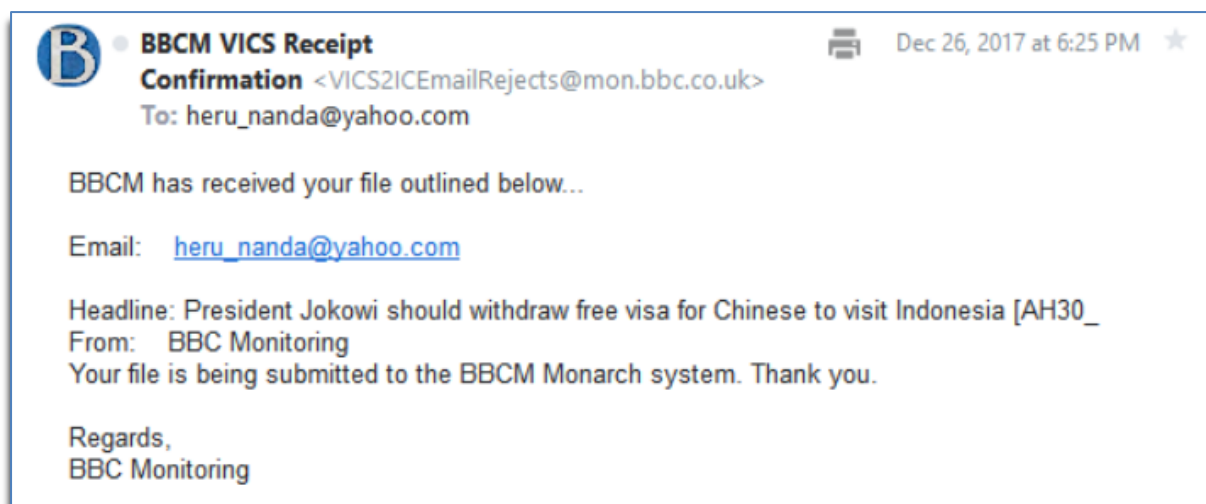 B
BBCM VICS Receipt Dec 26, 2017 at 6:25 PM
Confirmation <VICS2ICEmailRejects@mon.bbc.co.uk>
To: heru_nanda@yahoo.com
BBCM has received your file outlined below...
Email: heru_nanda@yahoo.com
Headline: President Jokowi should withdraw free visa for Chinese to visit Indonesia [AH30_
From: BBC Monitoring
Your file is being submitted to the BBCM Monarch system. Thank you.
Regards,
BBC Monitoring